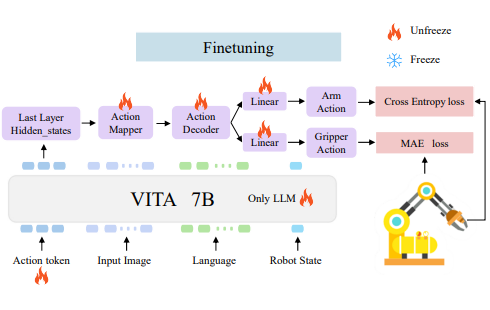 Finetuning
Unfreeze
Freeze
Last Layer
Hidden_states
Action
Mapper
Action
Decoder
Linear
Linear
Arm
Action
Gripper
Action
Cross Entropy loss
MAE loss
VITA 7B
Only LLM
Action token
Input Image
Language
Robot State